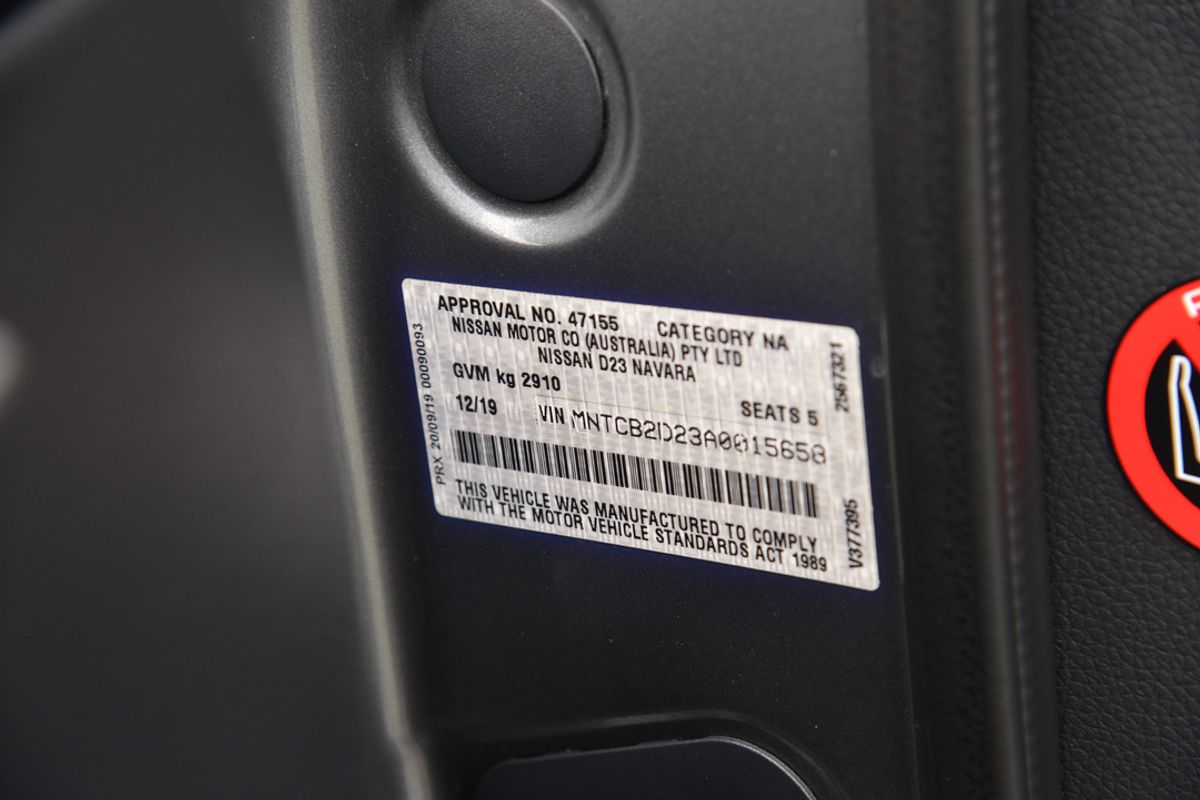 APPROVAL NO. 47155 CATEGORY NA
NISSAN MOTOR CO (AUSTRALIA) PTY LTD
NISSAN D23 NAVARA
GVM kg 2910
SEATS 5
12/19 VIN MNTCB2D23A0015658
THIS VEHICLE WAS MANUFACTURED TO COMPLY
WITH THE MOTOR VEHICLE STANDARDS ACT 1989
PRX 20/09/19 00090093
2567321
V377395